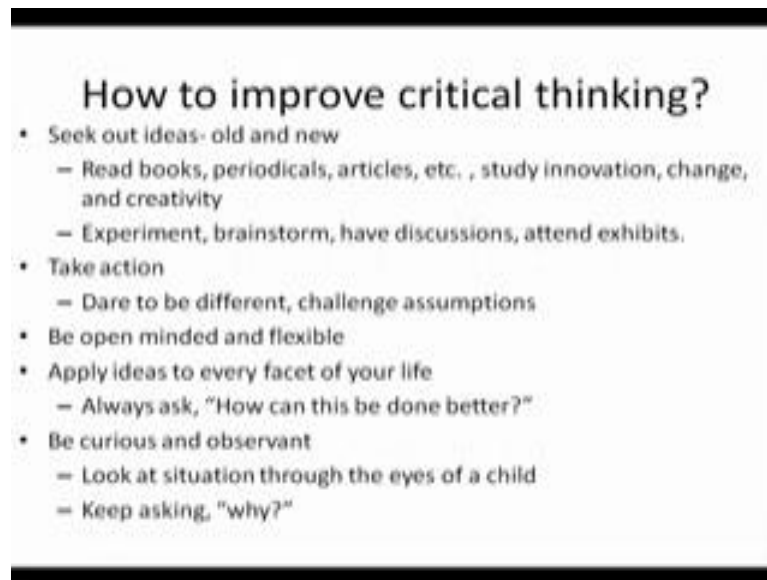 How to improve critical thinking?
• Seek out ideas- old and new
– Read books, periodicals, articles, etc. , study innovation, change,
and creativity
– Experiment, brainstorm, have discussions, attend exhibits.
• Take action
– Dare to be different, challenge assumptions
• Be open minded and flexible
• Apply ideas to every facet of your life
– Always ask, “How can this be done better?”
• Be curious and observant
– Look at situation through the eyes of a child
– Keep asking, “why?”